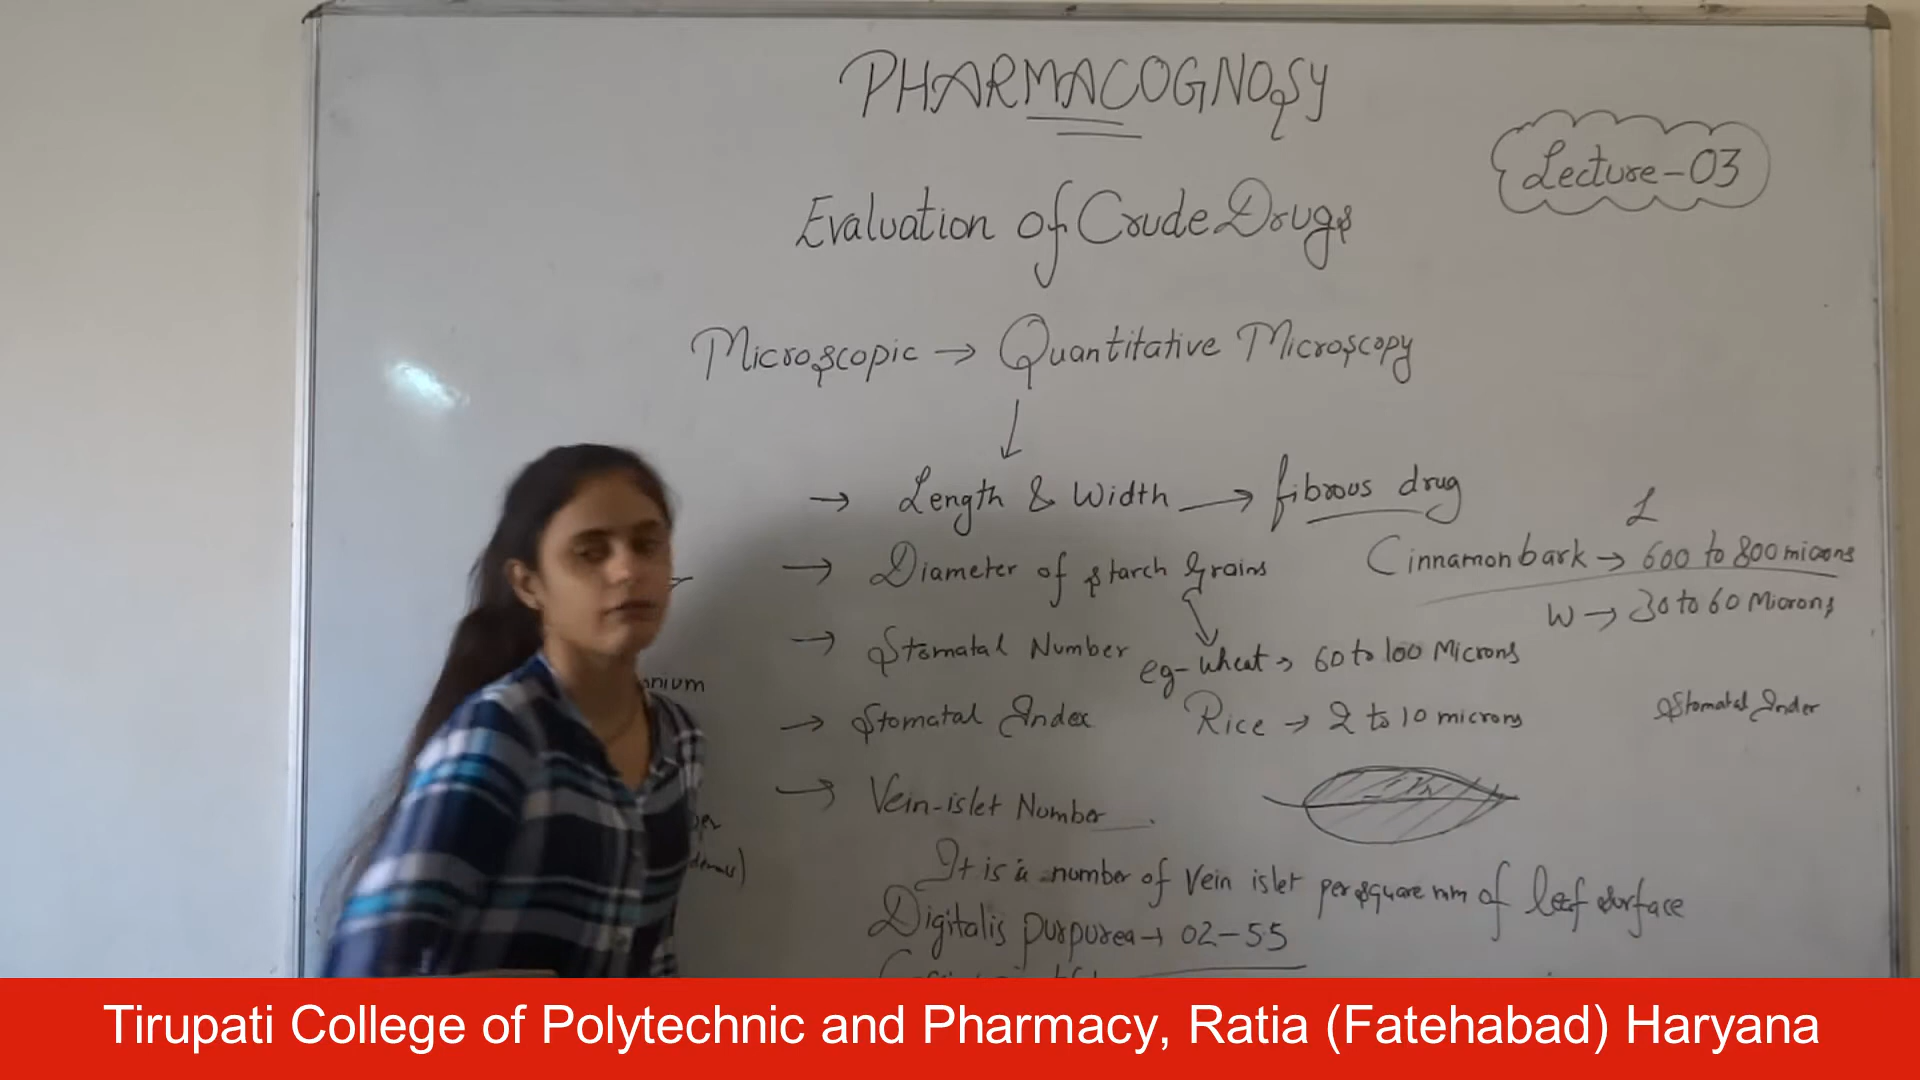 PHARMACOGNOSY
Lecture-03
Evaluation of Crude Drugs
Microscopic → Quantitative Microscopy
→ Length & Width → fibrous drug
L
Cinnamon bark → 600 to 800 microns
W → 30 to 60 Microns
→ Diameter of starch Grains
eg- wheat → 60 to 100 Microns
Rice → 2 to 10 microns
→ Stomatal Number
→ Stomatal Index
Stomatal Index
→ Vein-islet Number
It is a number of Vein islet per square mm of leaf surface
Digitalis purpurea → 02-5.5
Tirupati College of Polytechnic and Pharmacy, Ratia (Fatehabad) Haryana